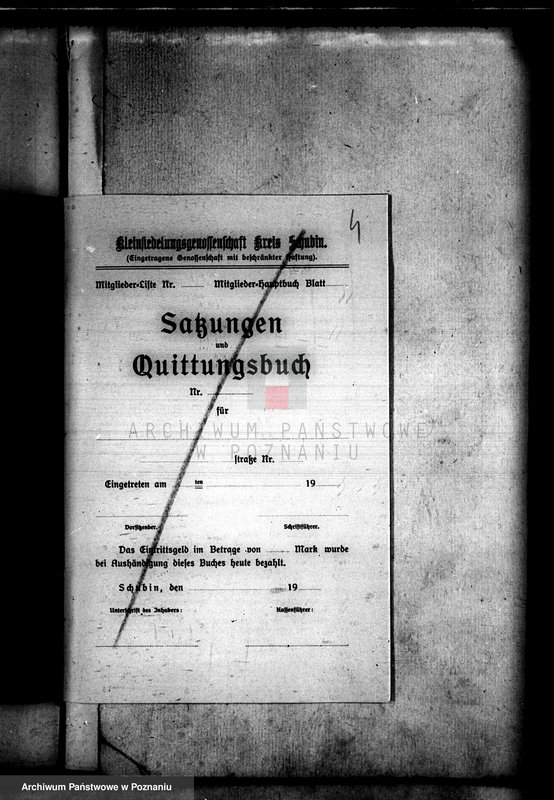 4
Kleinsiedelungsgenossenschaft Kreis Schubin.
(Eingetragene Genossenschaft mit beschränkter Haftung).
Mitglieder-Liste Nr. Mitglieder-Hauptbuch Blatt
Satzungen
und
Quittungsbuch
Nr.
für
ARCHIWUM PAŃSTWOWE
W POZNANIU
straße Nr.
Eingetreten am ten 19
Vorsitzender. Schriftführer.
Das Eintrittsgeld im Betrage von Mark wurde
bei Aushändigung dieses Buches heute bezahlt.
Schubin, den 19
Unterschrift des Inhabers: Kassenführer:
Archiwum Państwowe w Poznaniu